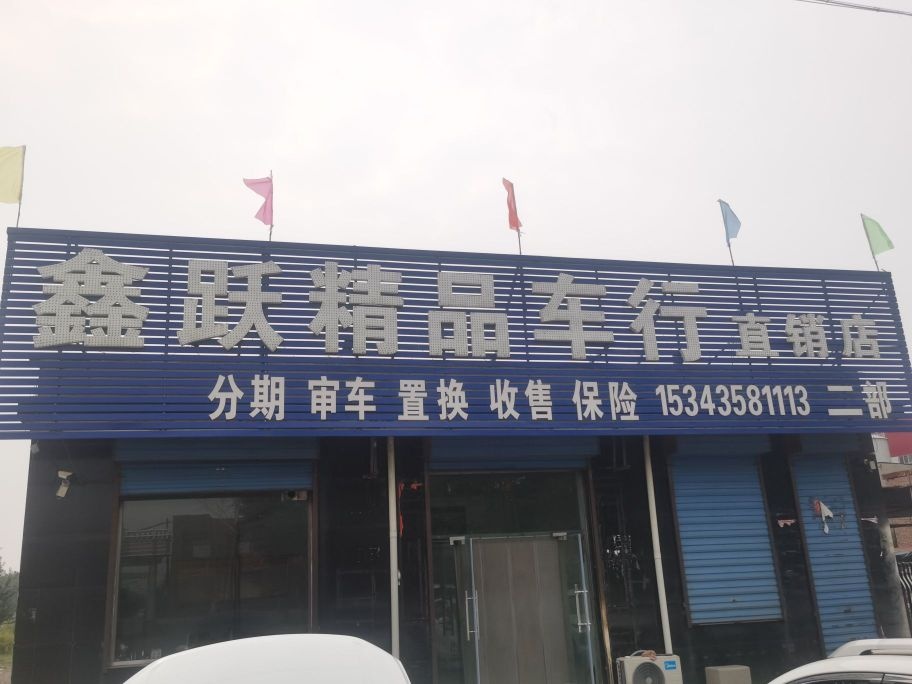 鑫跃精品车行 直销店
分期 审车 置换 收售 保险 15343581113 二部